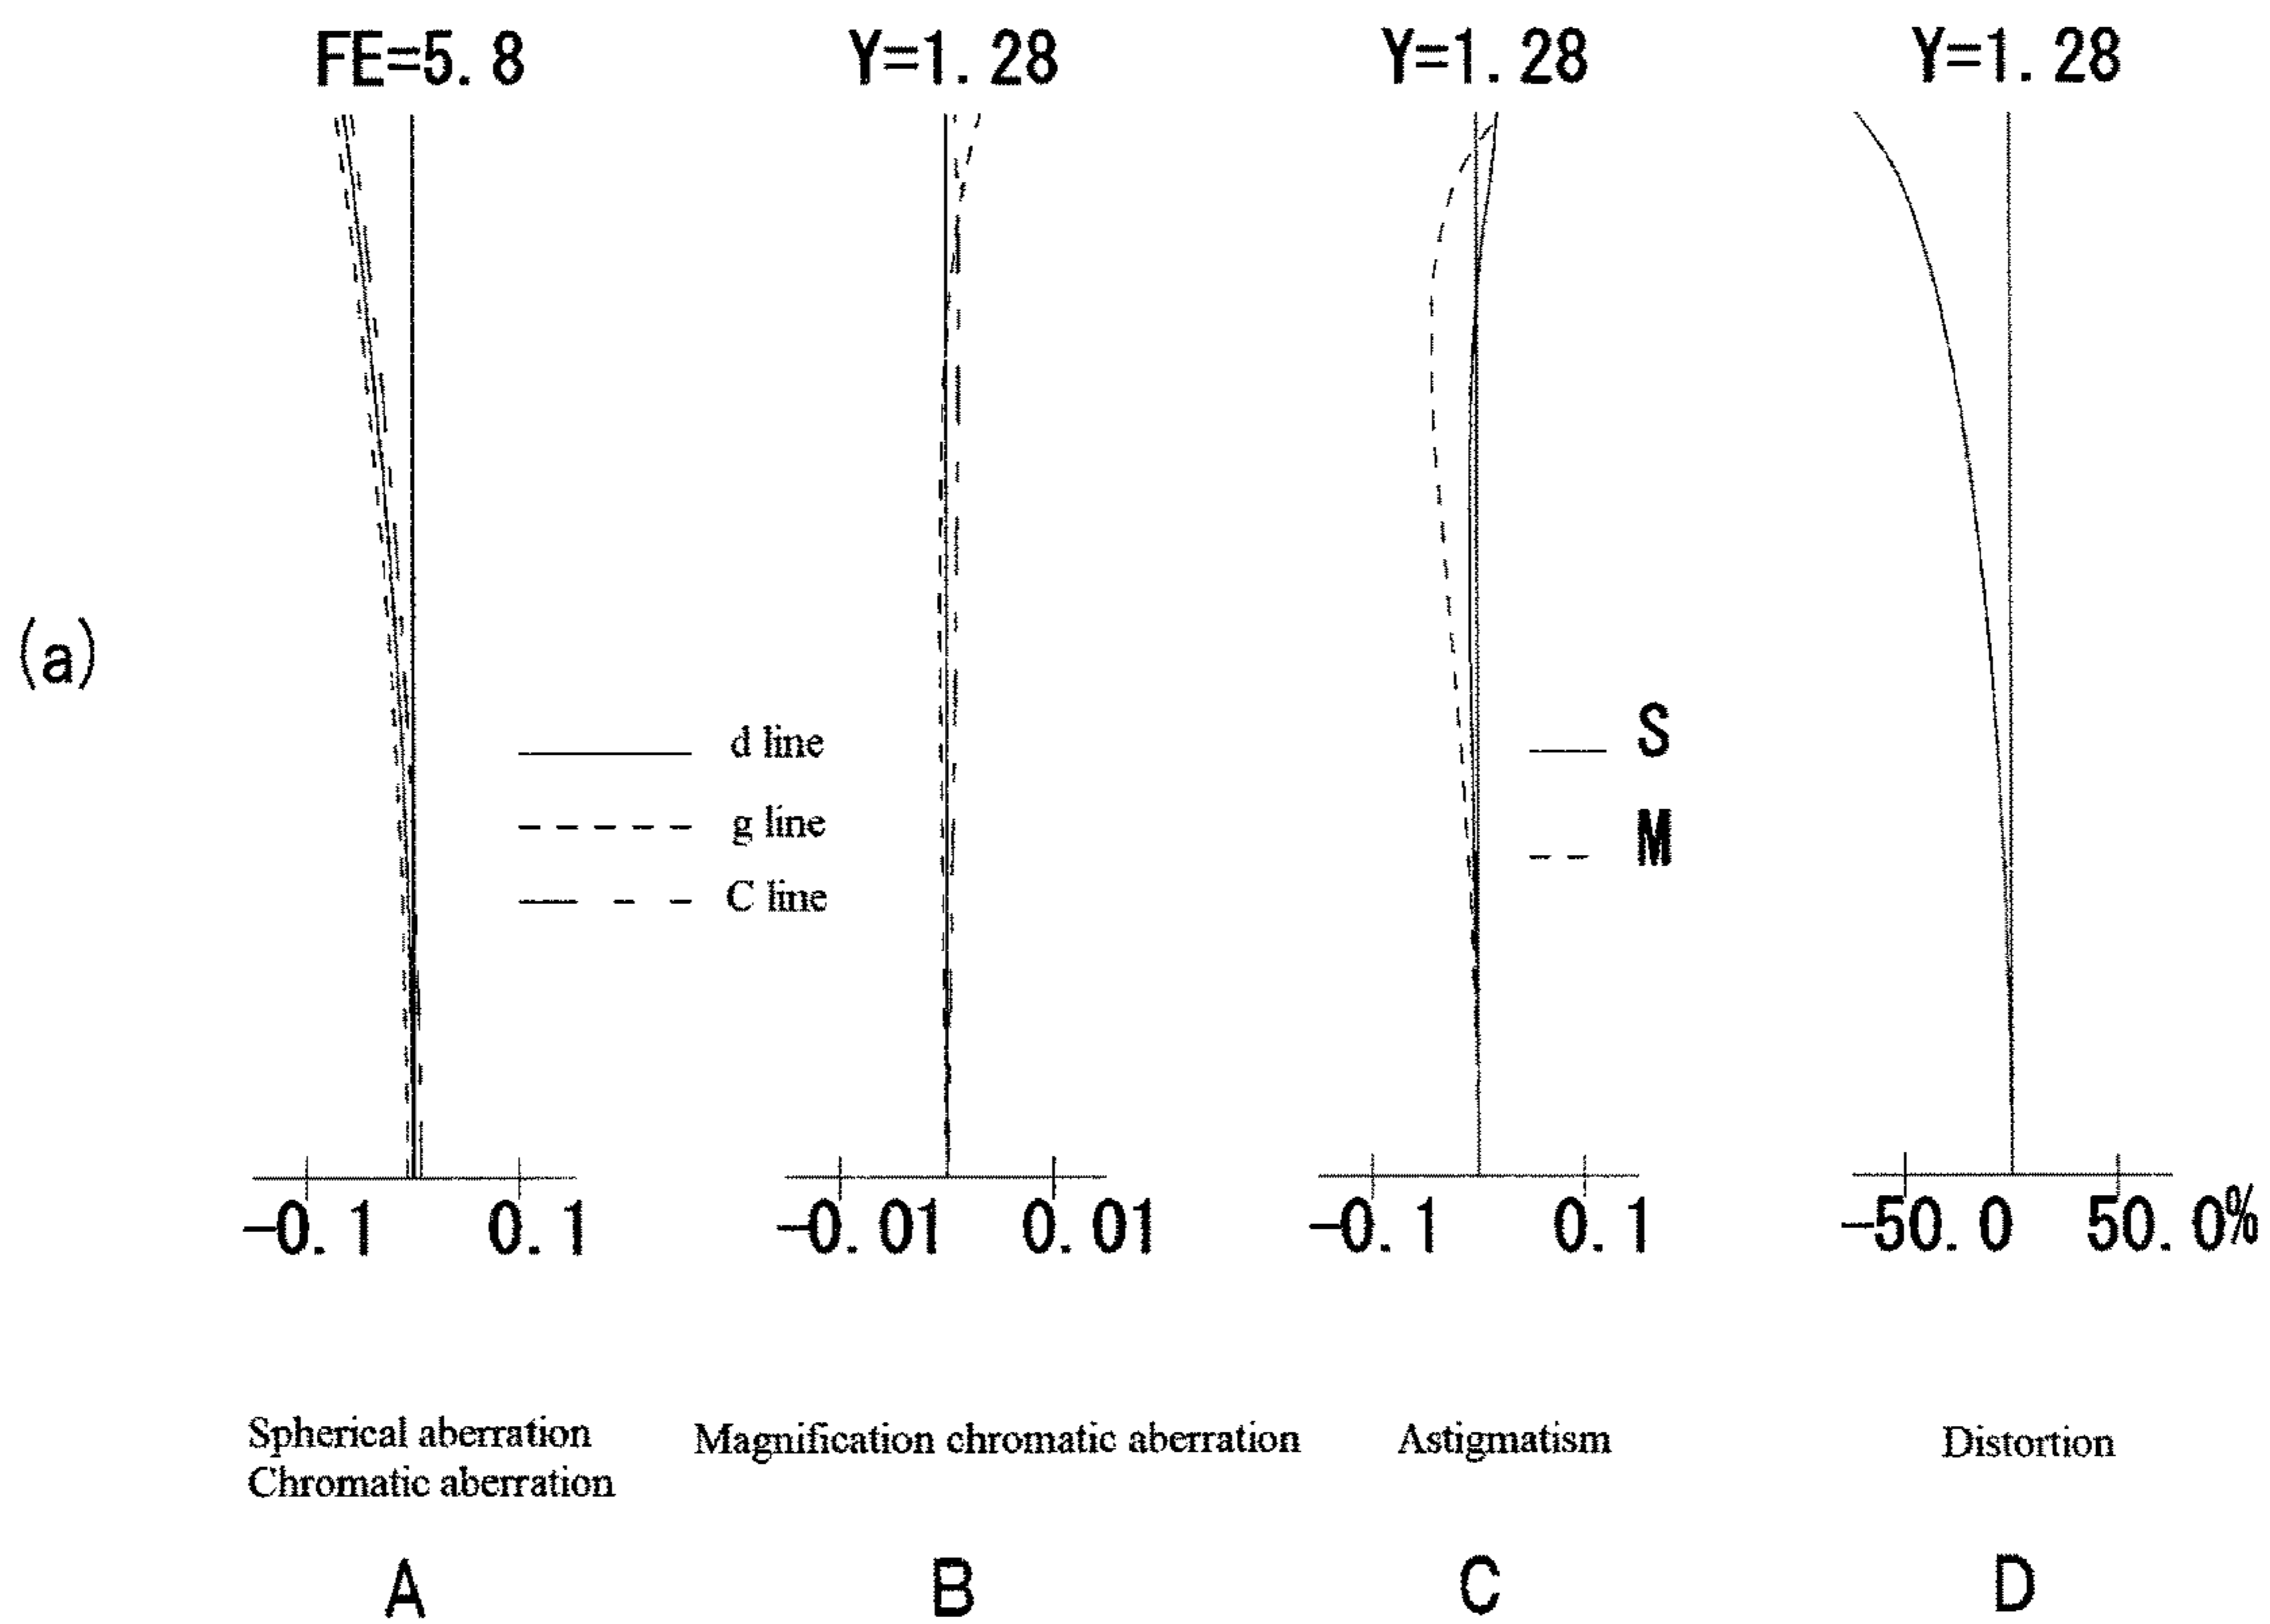 FE=5.8 Y=1.28 Y=1.28 Y=1.28
(a)
d line
g line
C line
S
M
-0.1 0.1 -0.01 0.01 -0.1 0.1 -50.0 50.0%
Spherical aberration
Chromatic aberration
Magnification chromatic aberration
Astigmatism
Distortion
A B C D